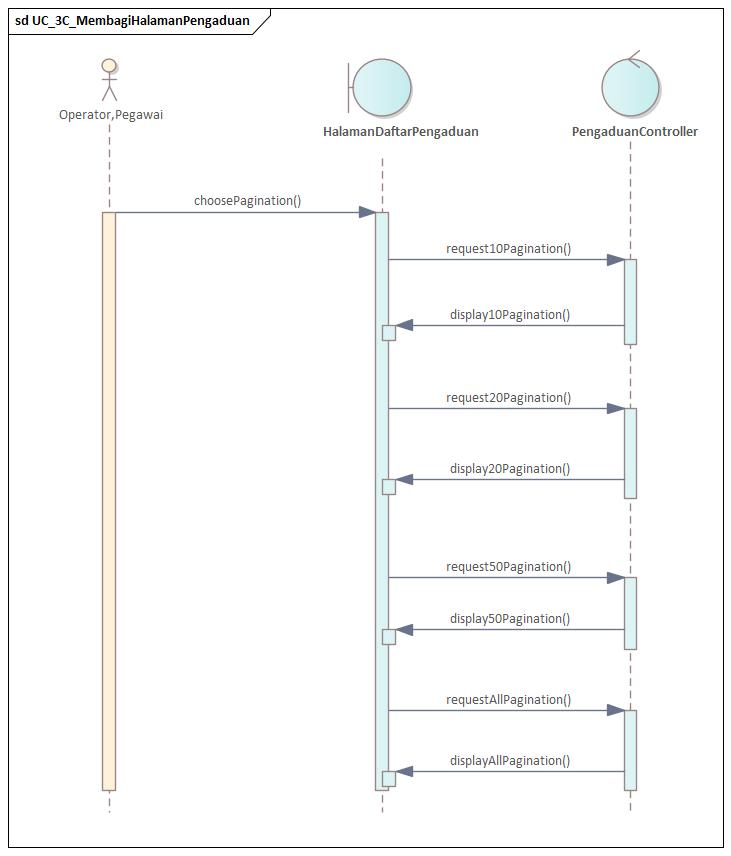 sd UC_3C_MembagiHalamanPengaduan
Operator,Pegawai
HalamanDaftarPengaduan
PengaduanController
choosePagination()
request10Pagination()
display10Pagination()
request20Pagination()
display20Pagination()
request50Pagination()
display50Pagination()
requestAllPagination()
displayAllPagination()